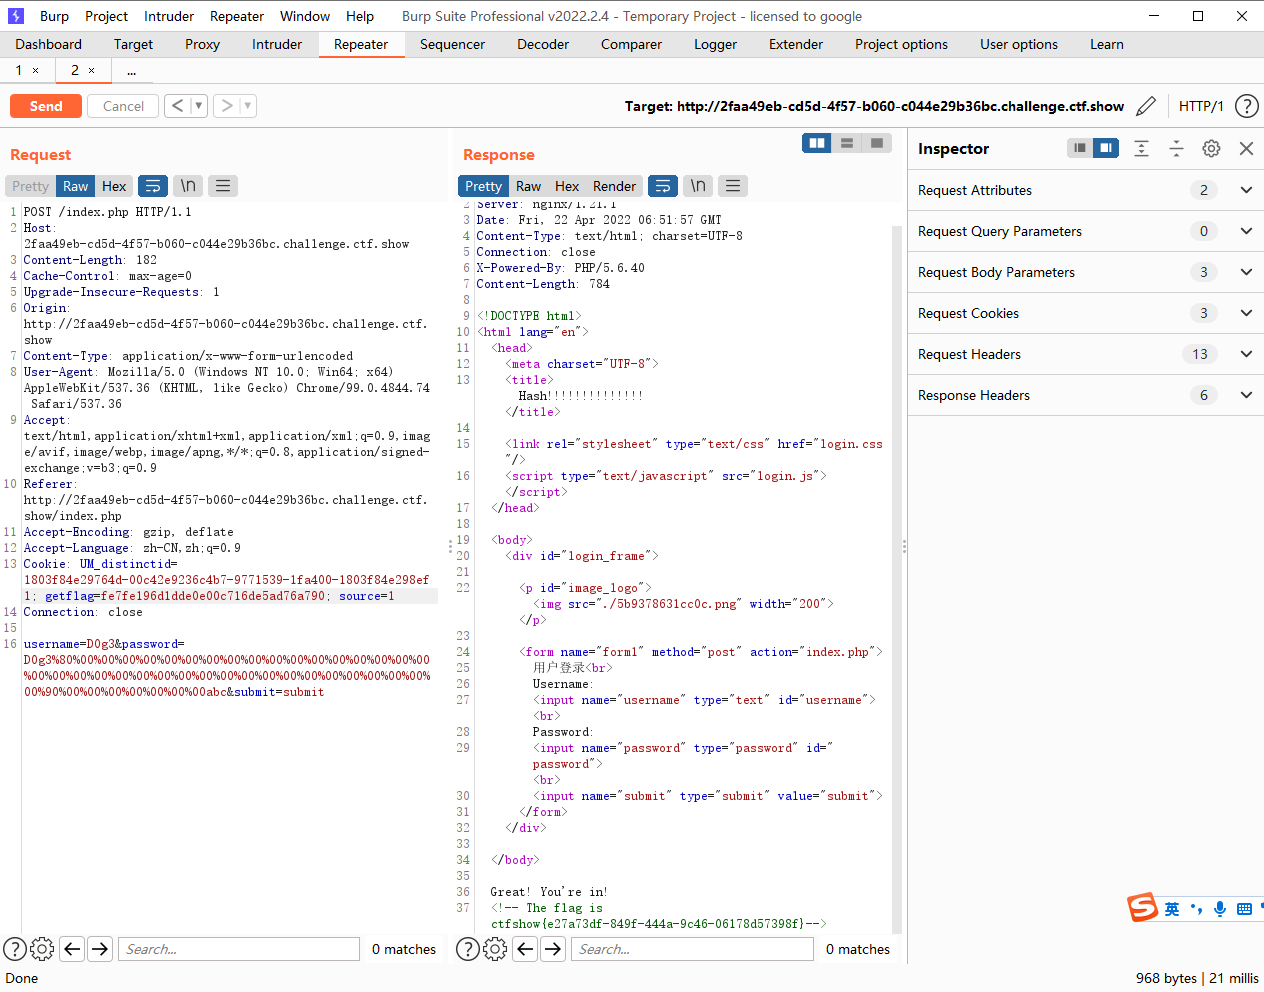 Burp Project Intruder Repeater Window Help Burp Suite Professional v2022.2.4 - Temporary Project - licensed to google
Dashboard Target Proxy Intruder Repeater Sequencer Decoder Comparer Logger Extender Project options User options Learn
1 × 2 × ...
Send Cancel < ▼ > ▼ Target: http://2faa49eb-cd5d-4f57-b060-c044e29b36bc.challenge.ctf.show HTTP/1 ?
Request
Pretty Raw Hex \n
1 POST /index.php HTTP/1.1
2 Host:
2faa49eb-cd5d-4f57-b060-c044e29b36bc.challenge.ctf.show
3 Content-Length: 182
4 Cache-Control: max-age=0
5 Upgrade-Insecure-Requests: 1
6 Origin:
http://2faa49eb-cd5d-4f57-b060-c044e29b36bc.challenge.ctf.
show
7 Content-Type: application/x-www-form-urlencoded
8 User-Agent: Mozilla/5.0 (Windows NT 10.0; Win64; x64)
AppleWebKit/537.36 (KHTML, like Gecko) Chrome/99.0.4844.74
Safari/537.36
9 Accept:
text/html,application/xhtml+xml,application/xml;q=0.9,imag
e/avif,image/webp,image/apng,*/*;q=0.8,application/signed-
exchange;v=b3;q=0.9
10 Referer:
http://2faa49eb-cd5d-4f57-b060-c044e29b36bc.challenge.ctf.
show/index.php
11 Accept-Encoding: gzip, deflate
12 Accept-Language: zh-CN,zh;q=0.9
13 Cookie: UM_distinctid=
1803f84e29764d-00c42e9236c4b7-9771539-1fa400-1803f84e298ef
1; getflag=fe7fe196d1dde0e00c716de5ad76a790; source=1
14 Connection: close
15
16 username=D0g3&password=
D0g3%80%00%00%00%00%00%00%00%00%00%00%00%00%00%00%00%00%00%00%00%00%00%00%00%00%00%00
%00%00%00%00%00%00%00%00%00%00%00%00%00%00%00%00%00%00%00%00%00%00%00%00%00%00%00%00%00
00%90%00%00%00%00%00%00%00abc&submit=submit
Response
Pretty Raw Hex Render \n
2 Server: nginx/1.21.1
3 Date: Fri, 22 Apr 2022 06:51:57 GMT
4 Content-Type: text/html; charset=UTF-8
5 Connection: close
6 X-Powered-By: PHP/5.6.40
7 Content-Length: 784
8
9 <!DOCTYPE html>
10 <html lang="en">
11 <head>
12 <meta charset="UTF-8">
13 <title>
Hash!!!!!!!!!!!!!!
</title>
14
15 <link rel="stylesheet" type="text/css" href="login.css
"/>
16 <script type="text/javascript" src="login.js">
</script>
17 </head>
18
19 <body>
20 <div id="login_frame">
21
22 <p id="image_logo">
<img src="./5b9378631cc0c.png" width="200">
</p>
23
24 <form name="form1" method="post" action="index.php">
25 用户登录<br>
26 Username:
27 <input name="username" type="text" id="username">
<br>
28 Password:
29 <input name="password" type="password" id="
password">
<br>
30 <input name="submit" type="submit" value="submit">
31 </form>
32 </div>
33
34 </body>
35
36 Great! You're in!
37 <!-- The flag is
ctfshow{e27a73df-849f-444a-9c46-06178d57398f}-->
Inspector
Request Attributes 2
Request Query Parameters 0
Request Body Parameters 3
Request Cookies 3
Request Headers 13
Response Headers 6
S 英
? Search... 0 matches
? Search... 0 matches
Done 968 bytes | 21 millis